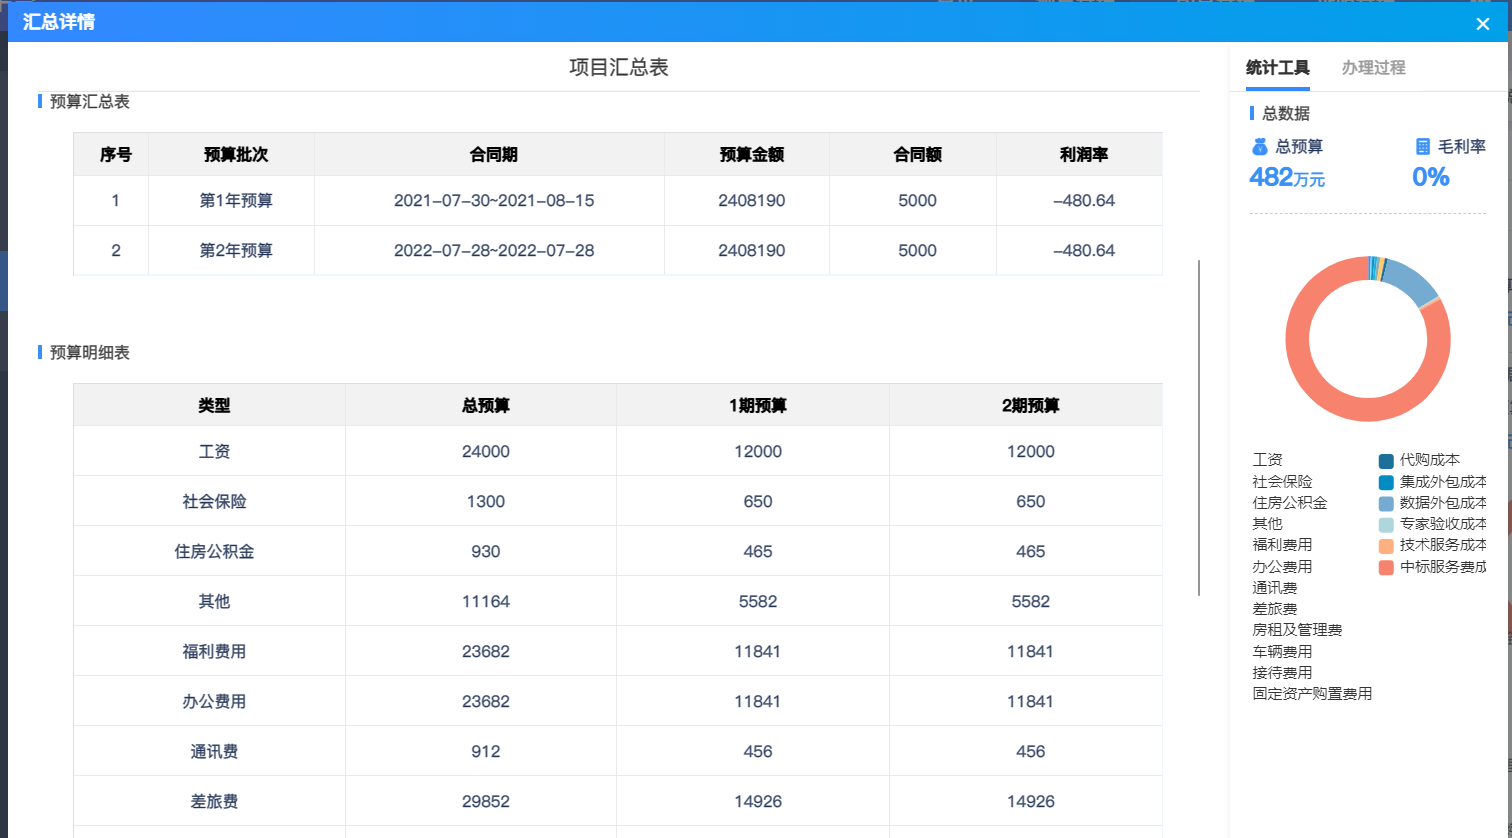 汇总详情
项目汇总表
预算汇总表
序号 预算批次 合同期 预算金额 合同额 利润率
1 第1年预算 2021-07-30~2021-08-15 2408190 5000 -480.64
2 第2年预算 2022-07-28~2022-07-28 2408190 5000 -480.64
预算明细表
类型 总预算 1期预算 2期预算
工资 24000 12000 12000
社会保险 1300 650 650
住房公积金 930 465 465
其他 11164 5582 5582
福利费用 23682 11841 11841
办公费用 23682 11841 11841
通讯费 912 456 456
差旅费 29852 14926 14926
统计工具 办理过程
总数据
总预算 毛利率
482万元 0%
工资 代购成本
社会保险 集成外包成本
住房公积金 数据外包成本
其他 专家验收成本
福利费用 技术服务成本
办公费用 中标服务费成
通讯费
差旅费
房租及管理费
车辆费用
接待费用
固定资产购置费用